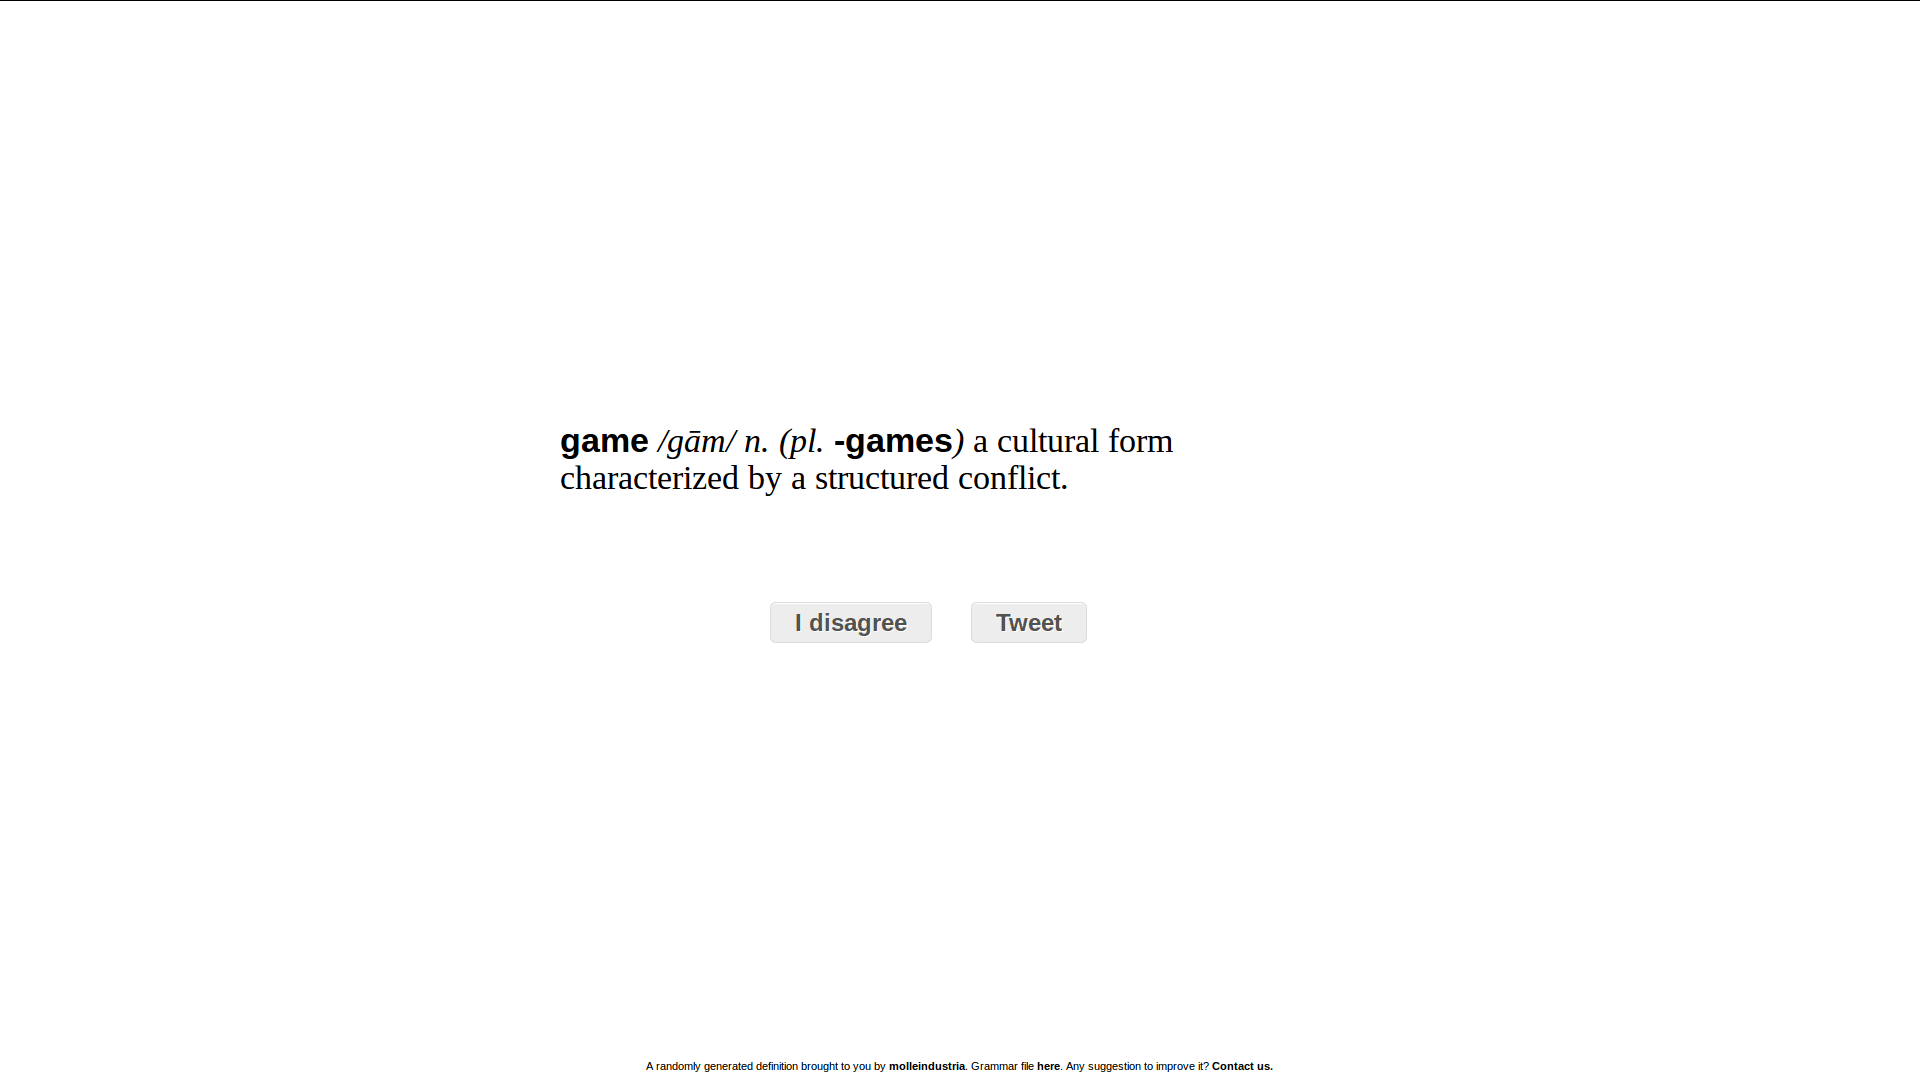 game /gām/ n. (pl. -games) a cultural form
characterized by a structured conflict.
I disagree
Tweet
A randomly generated definition brought to you by molleindustria. Grammar file here. Any suggestion to improve it? Contact us.